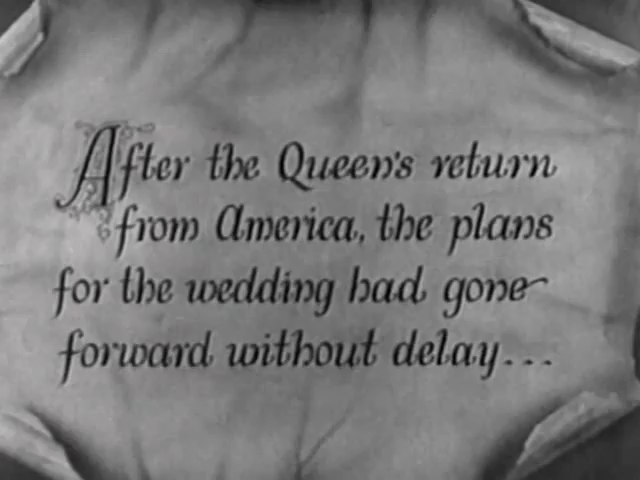 After the Queen's return
from America, the plans
for the wedding had gone
forward without delay...